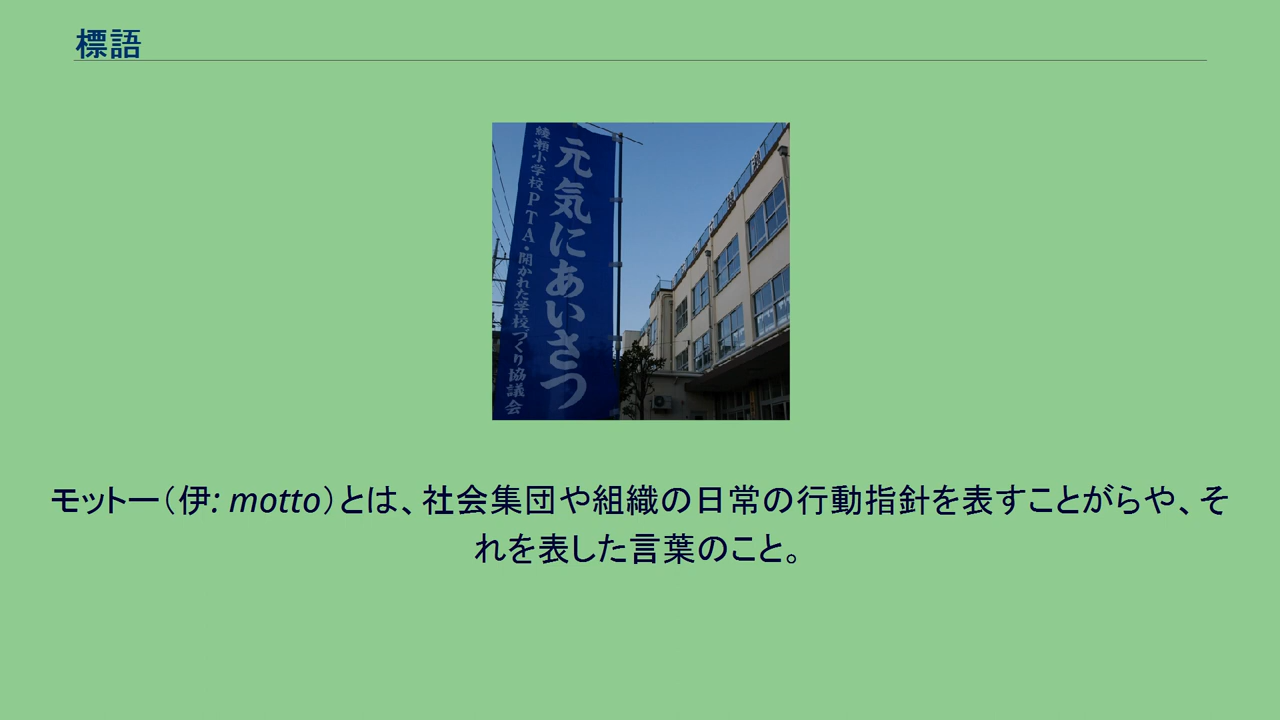 標語
元気にあいさつ
綾瀬小学校PTA・開かれた学校づくり協議会
モットー（伊: motto）とは、社会集団や組織の日常の行動指針を表すことがらや、そ
れを表した言葉のこと。